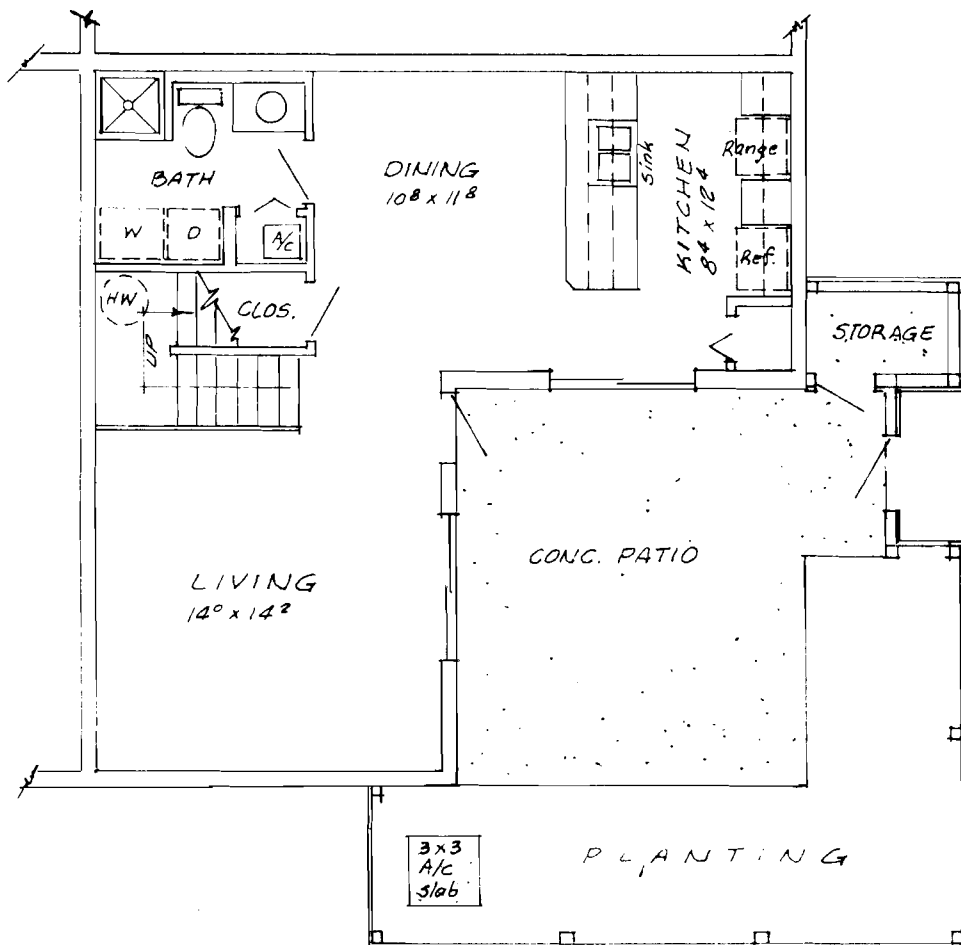 BATH
W
D
A/C
HW
UP
CLOS.
DINING
10⁸ x 11⁸
Sink
KITCHEN
8⁴ x 12⁴
Range
Ref.
STORAGE
LIVING
14⁰ x 14²
CONC. PATIO
3x3
A/C
slab
PLANTING